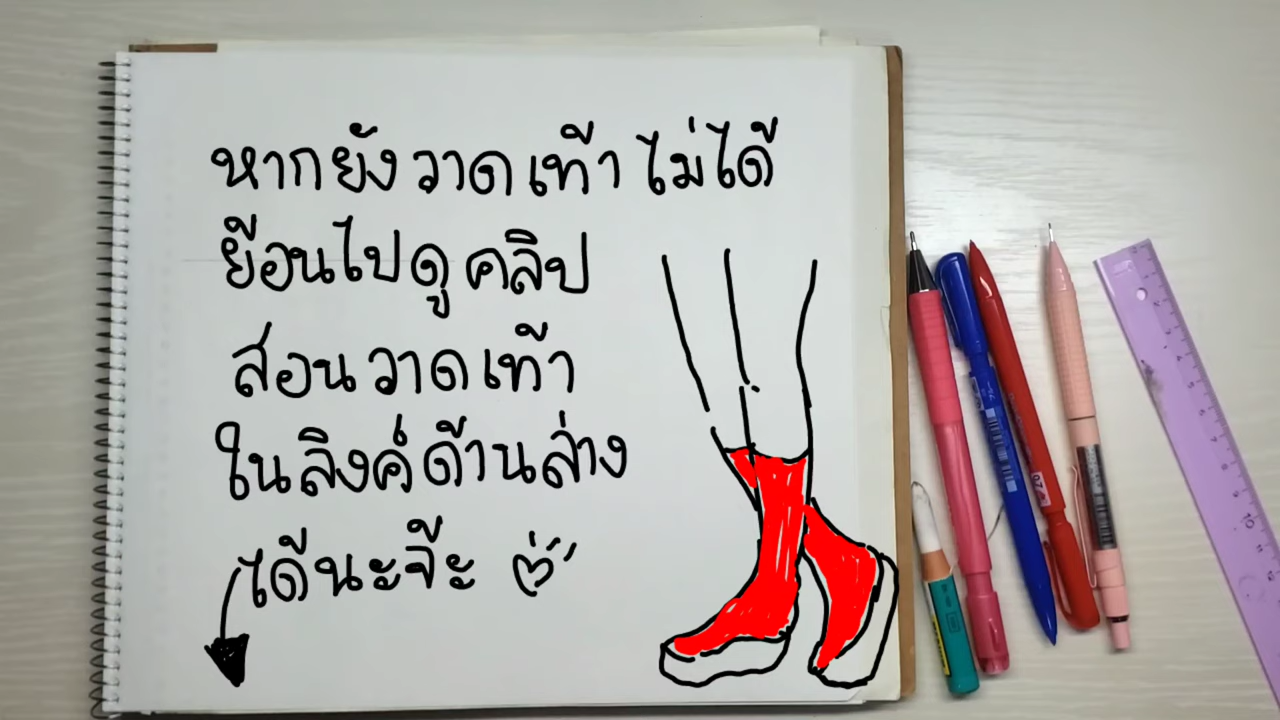 หากยังวาดเท้าไม่ได้
ย้อนไปดูคลิป
สอนวาดเท้า
ในลิงค์ด้านล่าง
ได้นะจ๊ะ